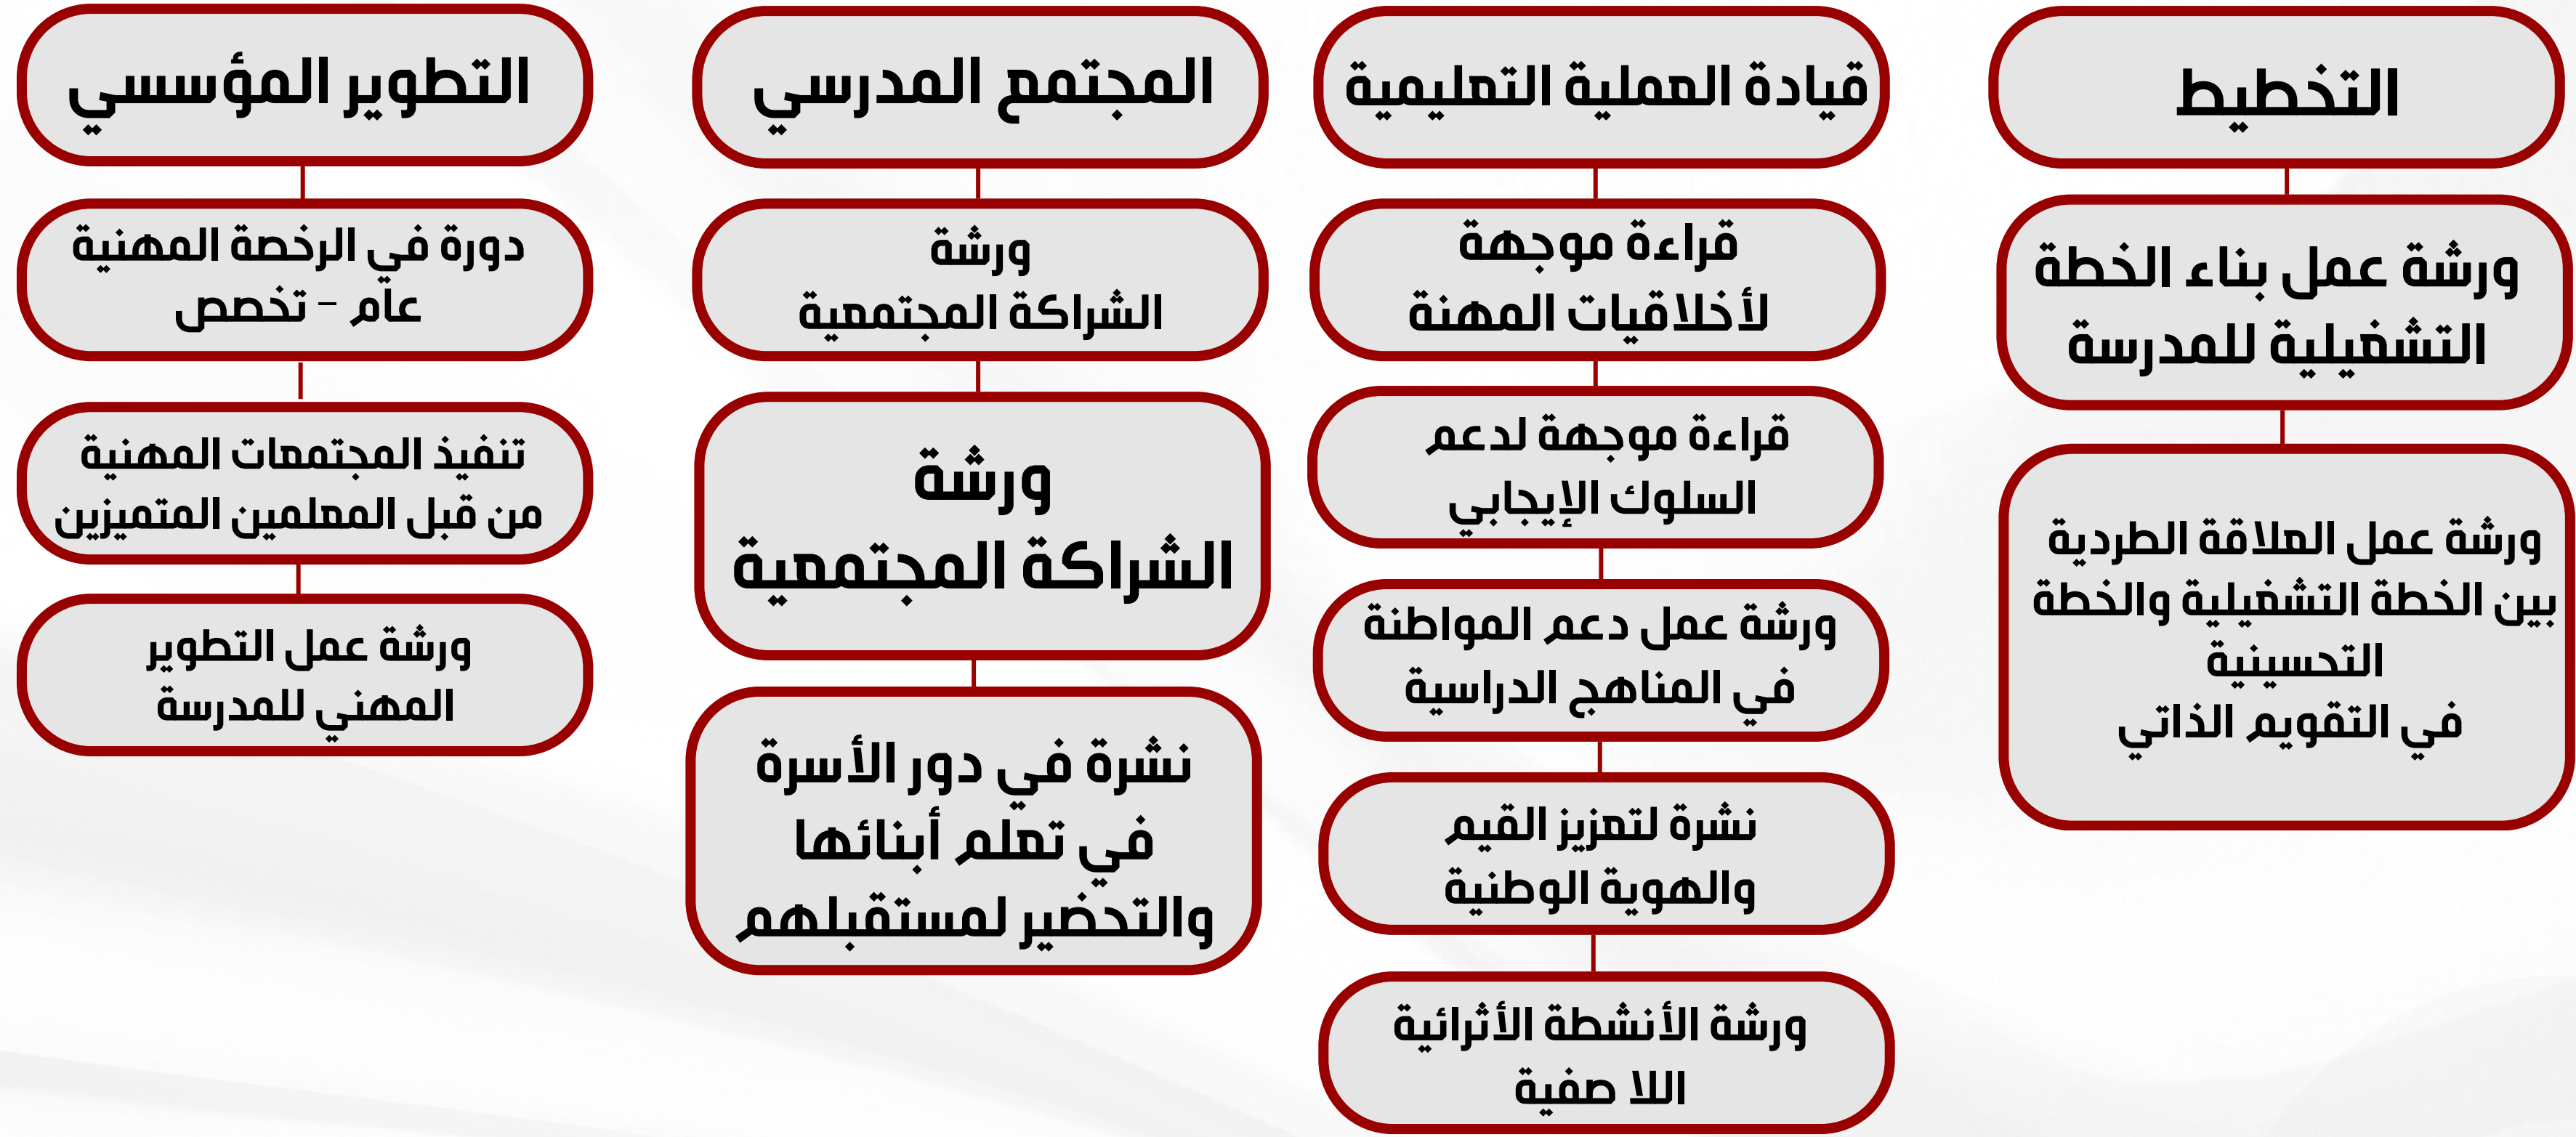 التخطيط
ورشة عمل بناء الخطة
التشغيلية للمدرسة
ورشة عمل العلاقة الطردية
بين الخطة التشغيلية والخطة
التحسينية
في التقويم الذاتي
قيادة العملية التعليمية
قراءة موجهة
لأخلاقيات المهنة
قراءة موجهة لدعم
السلوك الإيجابي
ورشة عمل دعم المواطنة
في المناهج الدراسية
نشرة لتعزيز القيم
والهوية الوطنية
ورشة الأنشطة الأثرائية
اللا صفية
المجتمع المدرسي
ورشة
الشراكة المجتمعية
ورشة
الشراكة المجتمعية
نشرة في دور الأسرة
في تعلم أبنائها
والتحضير لمستقبلهم
التطوير المؤسسي
دورة في الرخصة المهنية
عام - تخصص
تنفيذ المجتمعات المهنية
من قبل المعلمين المتميزين
ورشة عمل التطوير
المهني للمدرسة